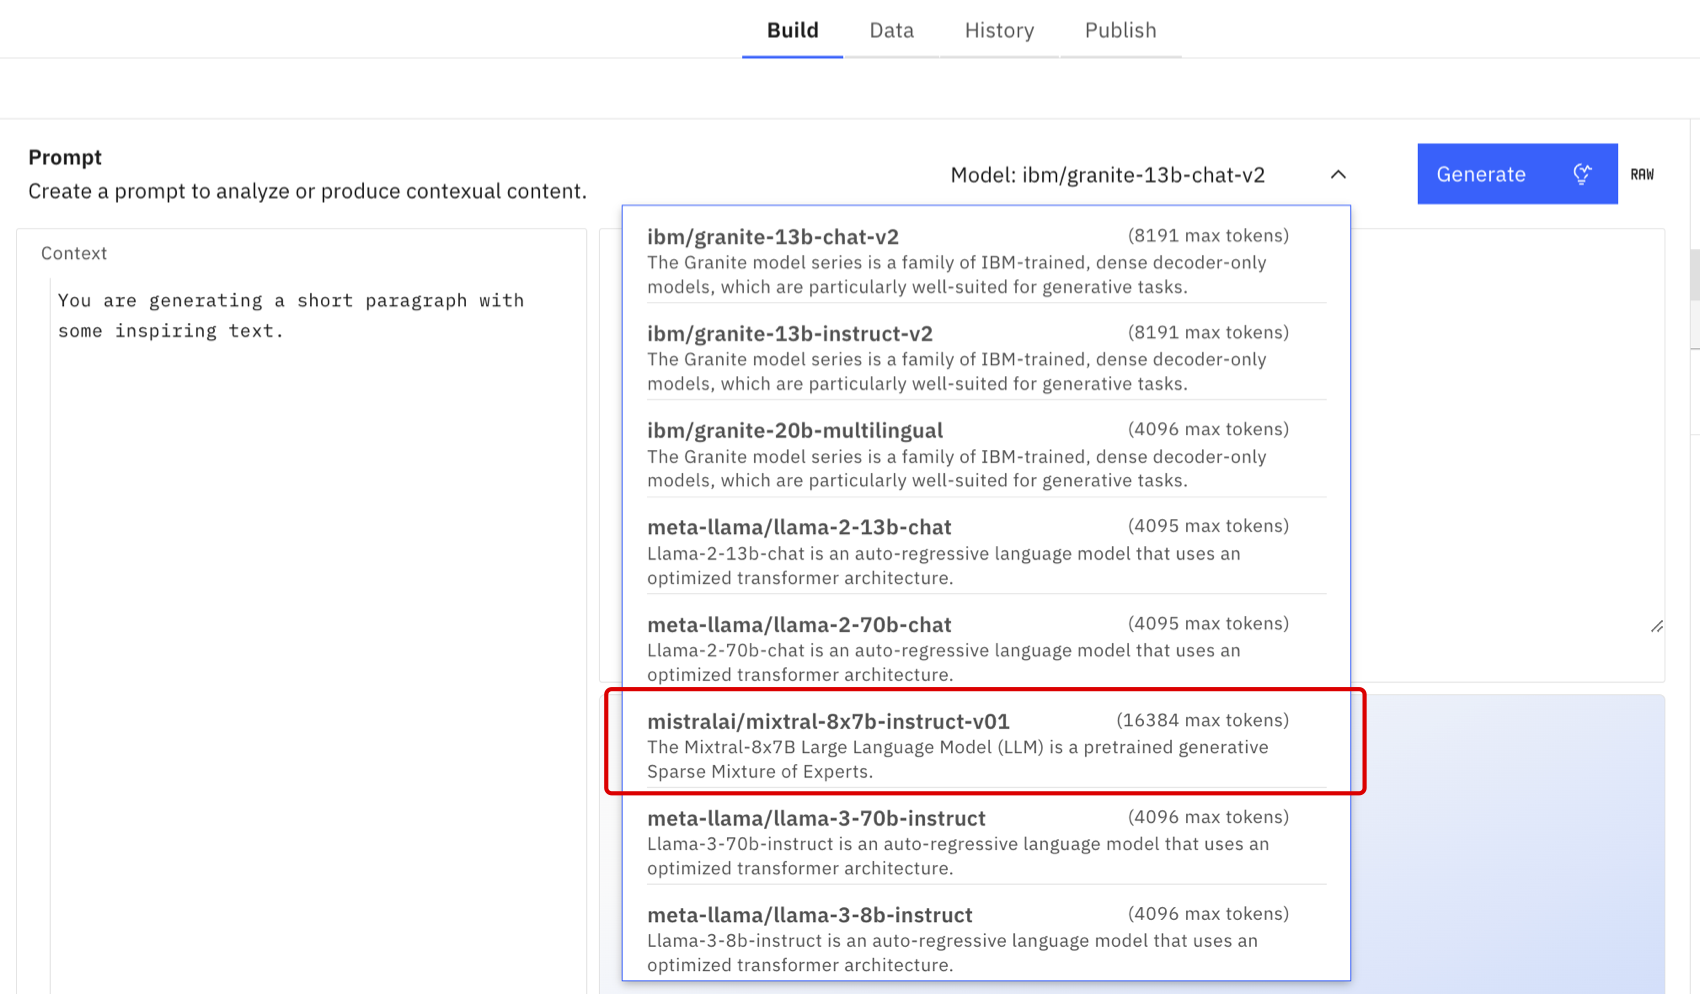 Build Data History Publish
Prompt
Create a prompt to analyze or produce contexual content.
Model: ibm/granite-13b-chat-v2
Generate
RAW
Context
You are generating a short paragraph with
some inspiring text.
ibm/granite-13b-chat-v2 (8191 max tokens)
The Granite model series is a family of IBM-trained, dense decoder-only
models, which are particularly well-suited for generative tasks.
ibm/granite-13b-instruct-v2 (8191 max tokens)
The Granite model series is a family of IBM-trained, dense decoder-only
models, which are particularly well-suited for generative tasks.
ibm/granite-20b-multilingual (4096 max tokens)
The Granite model series is a family of IBM-trained, dense decoder-only
models, which are particularly well-suited for generative tasks.
meta-llama/llama-2-13b-chat (4095 max tokens)
Llama-2-13b-chat is an auto-regressive language model that uses an
optimized transformer architecture.
meta-llama/llama-2-70b-chat (4095 max tokens)
Llama-2-70b-chat is an auto-regressive language model that uses an
optimized transformer architecture.
mistralai/mixtral-8x7b-instruct-v01 (16384 max tokens)
The Mixtral-8x7B Large Language Model (LLM) is a pretrained generative
Sparse Mixture of Experts.
meta-llama/llama-3-70b-instruct (4096 max tokens)
Llama-3-70b-instruct is an auto-regressive language model that uses an
optimized transformer architecture.
meta-llama/llama-3-8b-instruct (4096 max tokens)
Llama-3-8b-instruct is an auto-regressive language model that uses an
optimized transformer architecture.